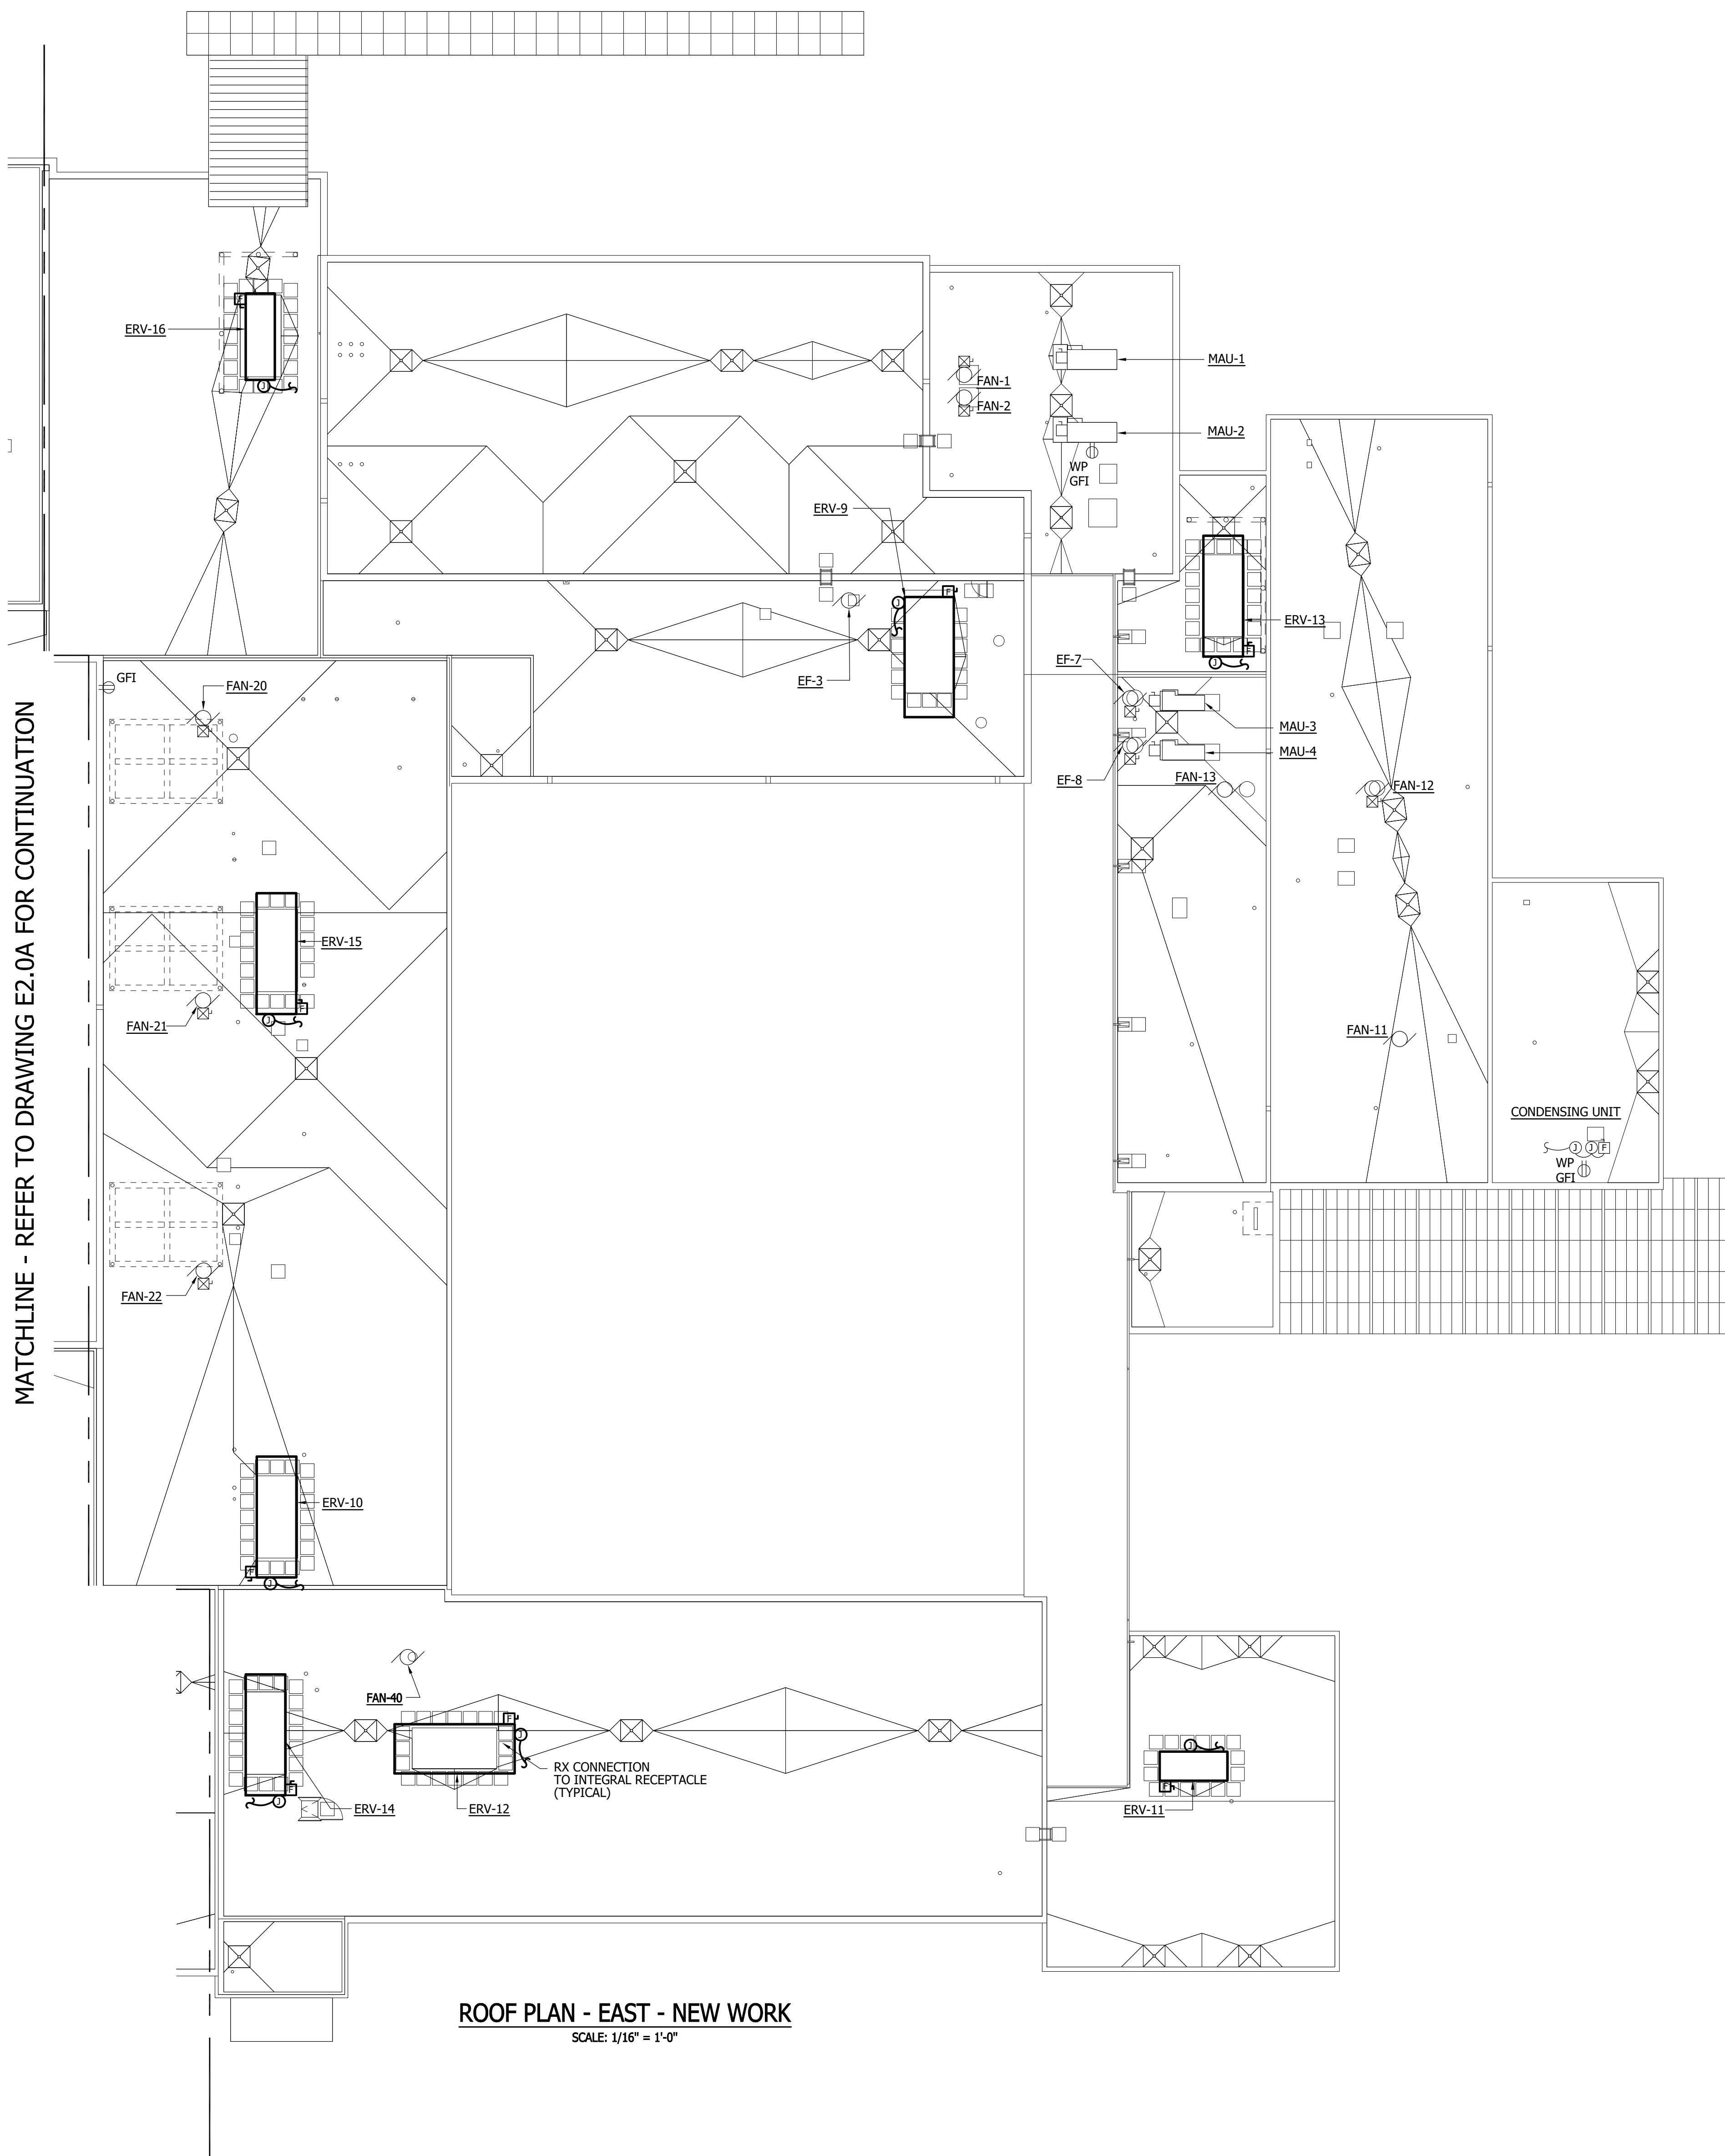 MATCHLINE - REFER TO DRAWING E2.0A FOR CONTINUATION
F
ERV-16
J
MAU-1
FAN-1
FAN-2
MAU-2
WP
GFI
ERV-9
J
F
EF-3
ERV-13
F
J
EF-7
MAU-3
MAU-4
EF-8
FAN-13
FAN-12
GFI
FAN-20
ERV-15
F
J
FAN-21
FAN-11
CONDENSING UNIT
J
J
F
WP
GFI
FAN-22
ERV-10
F
J
FAN-40
F
J
RX CONNECTION
TO INTEGRAL RECEPTACLE
(TYPICAL)
F
J
ERV-14
ERV-12
J
F
ERV-11
ROOF PLAN - EAST - NEW WORK
SCALE: 1/16" = 1'-0"